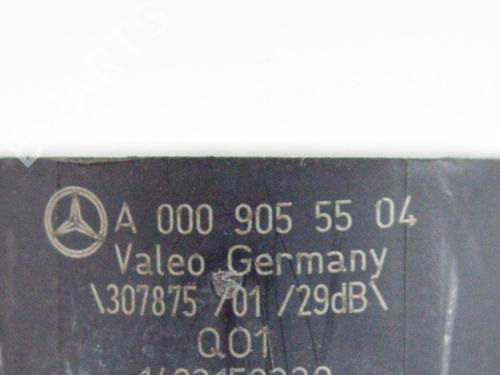 A 000 905 55 04
Valeo Germany
\307875 /01 /29dB\
Q01